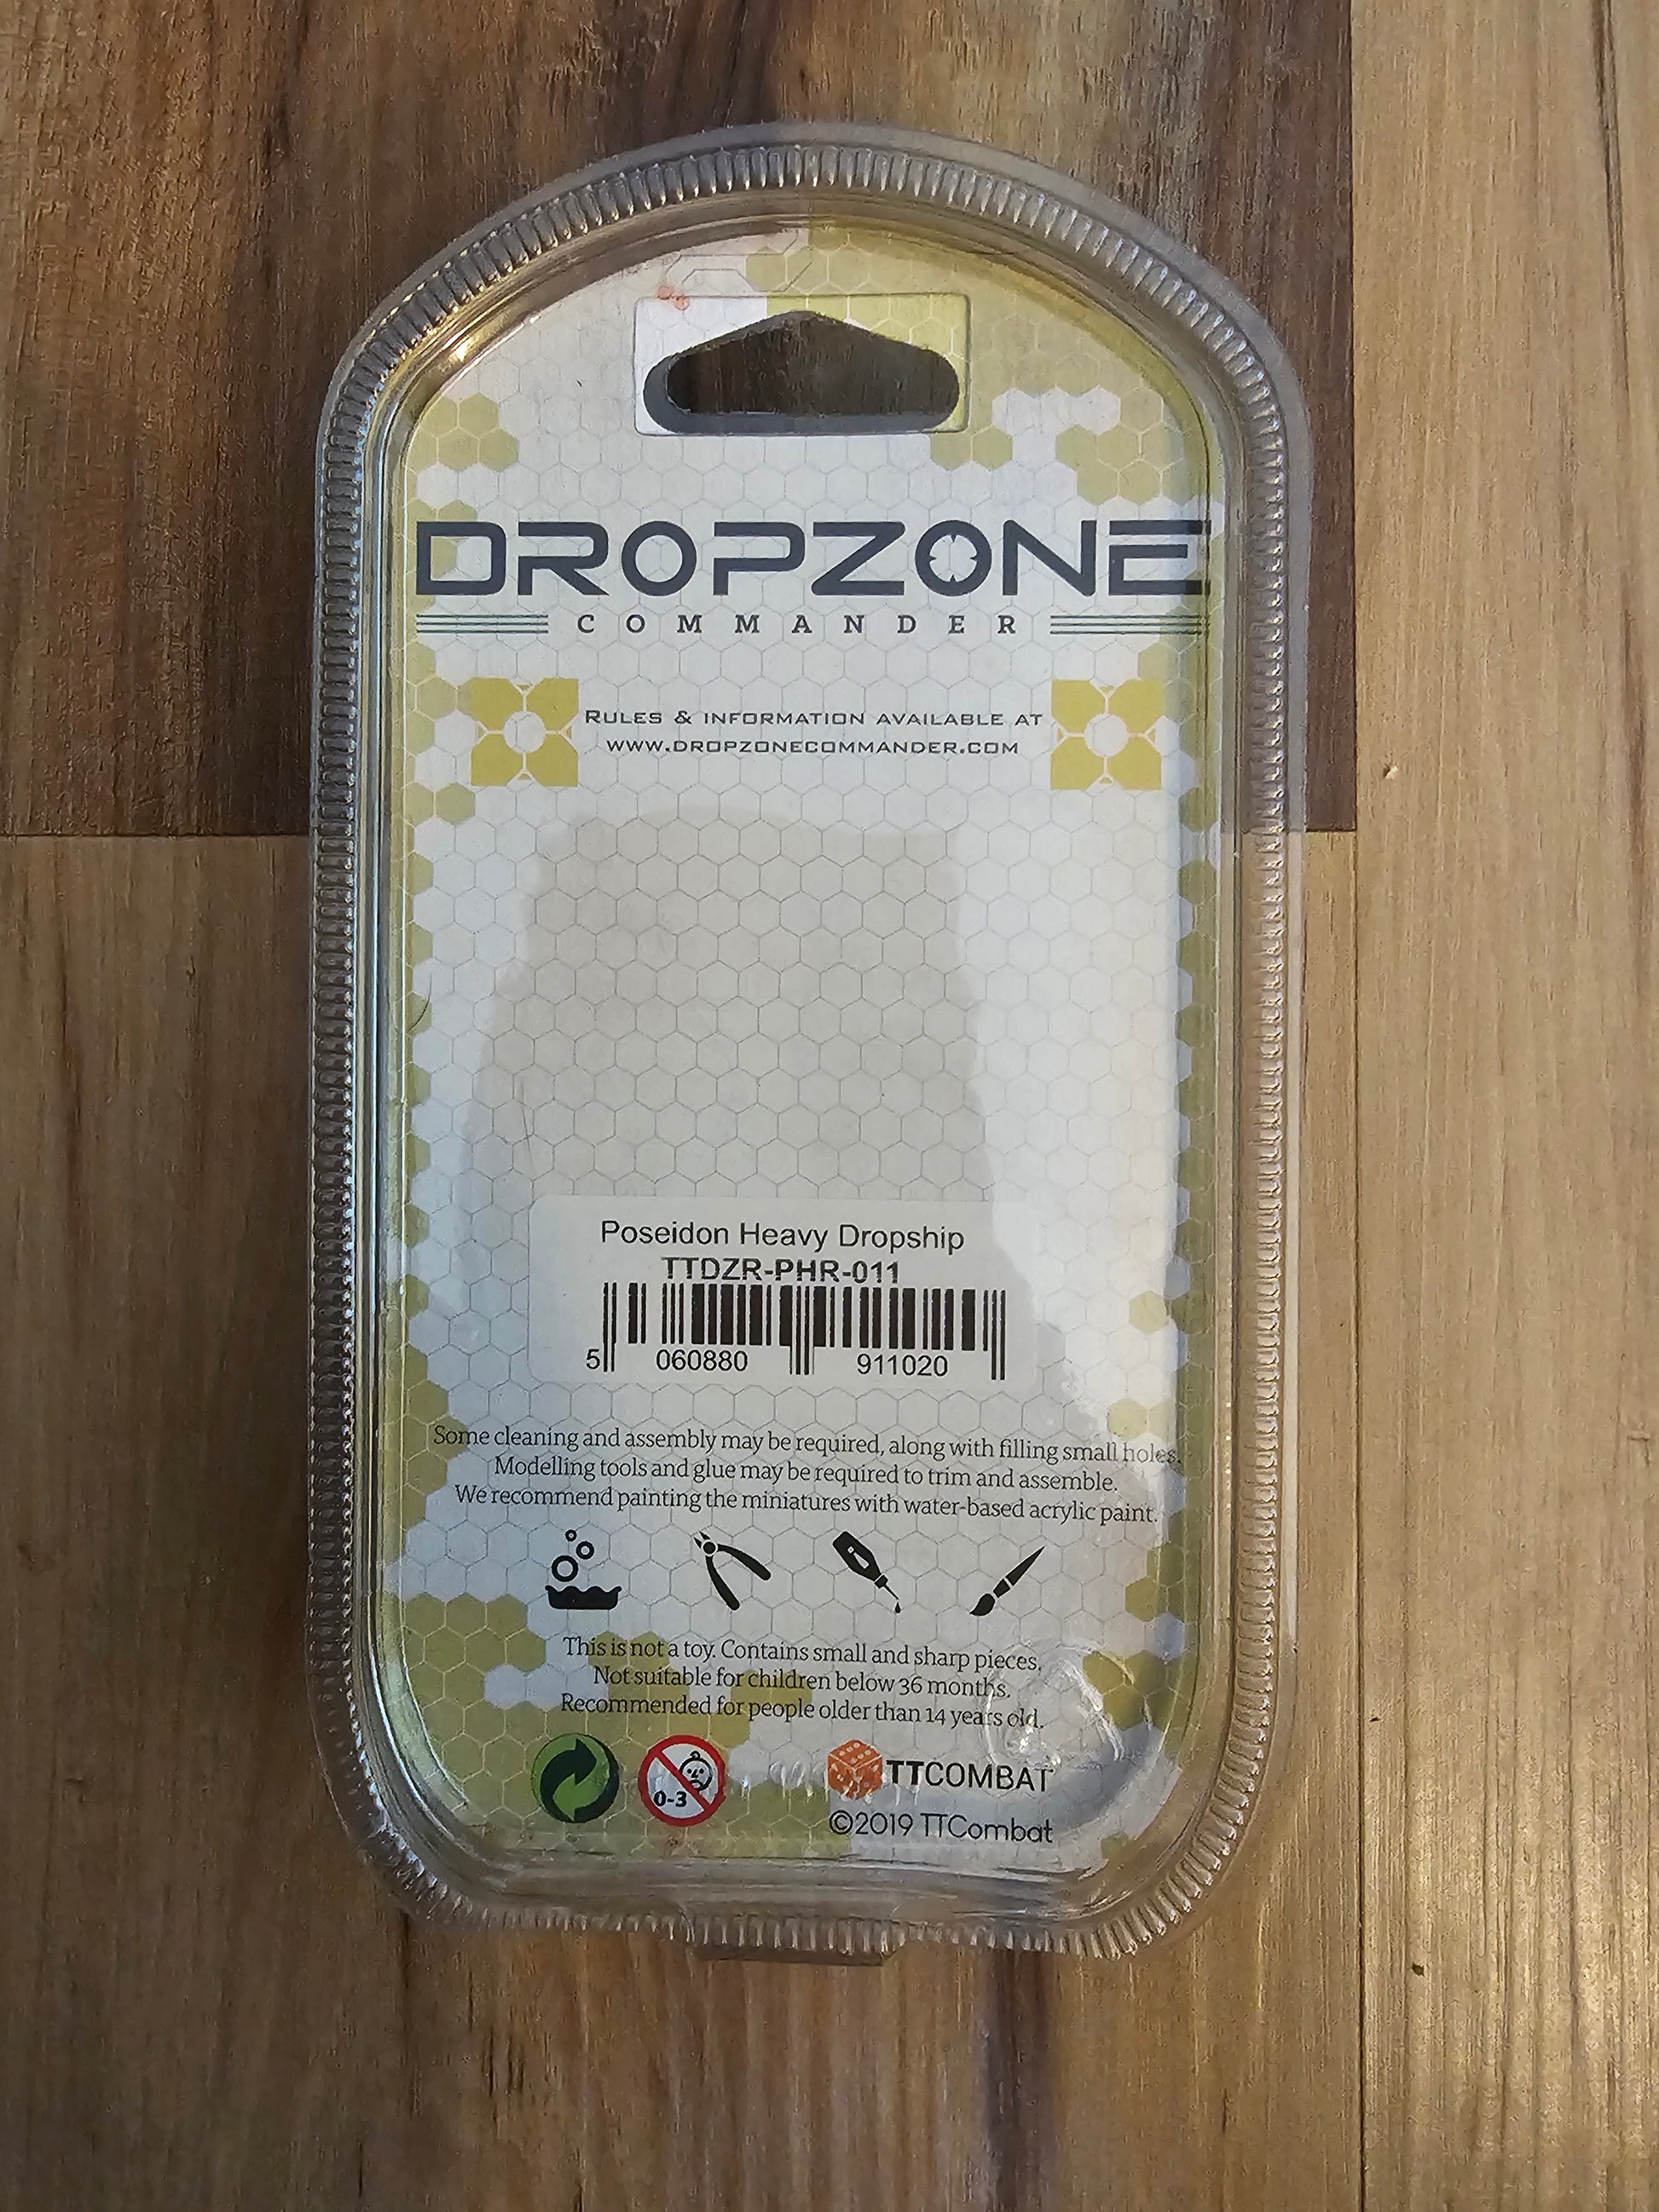 DROPZONE
COMMANDER
RULES & INFORMATION AVAILABLE AT
WWW.DROPZONECOMMANDER.COM
Poseidon Heavy Dropship
TTDZR-PHR-011
5 060880 911020
Some cleaning and assembly may be required, along with filling small holes.
Modelling tools and glue may be required to trim and assemble.
We recommend painting the miniatures with water-based acrylic paint.
This is not a toy. Contains small and sharp pieces.
Not suitable for children below 36 months.
Recommended for people older than 14 years old.
0-3
TTCOMBAT
©2019 TTCombat